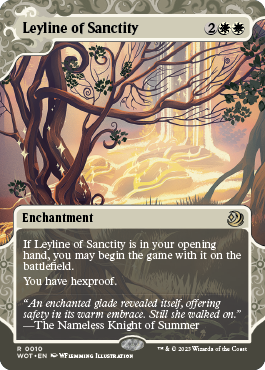 Leyline of Sanctity 2
Enchantment
If Leyline of Sanctity is in your opening
hand, you may begin the game with it on the
battlefield.
You have hexproof.
“An enchanted glade revealed itself, offering
safety in its warm embrace. Still she walked on.”
—The Nameless Knight of Summer
R 0010
WOT • EN WFlemming Illustration
™ & © 2023 Wizards of the Coast